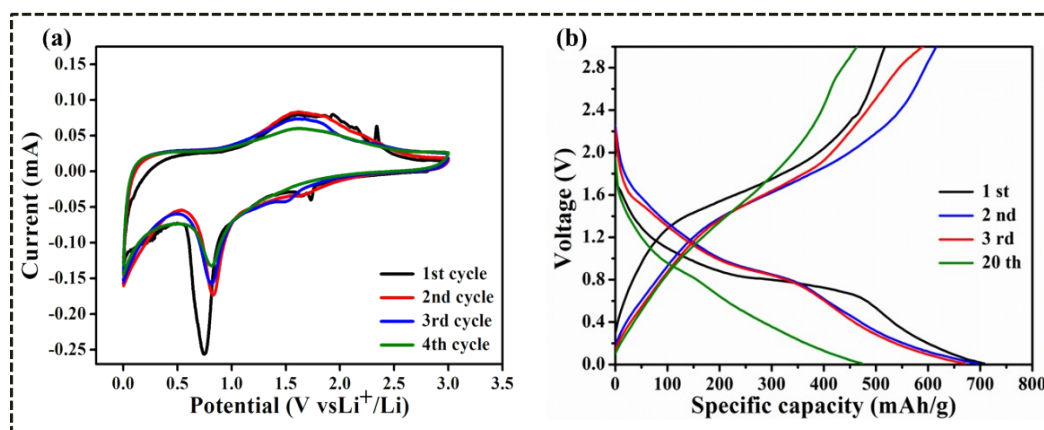 (a)
0.15
0.10
0.05
0.00
-0.05
-0.10
-0.15
-0.20
-0.25
Current (mA)
0.0 0.5 1.0 1.5 2.0 2.5 3.0 3.5
Potential (V vsLi+/Li)
1st cycle
2nd cycle
3rd cycle
4th cycle
(b)
2.8
2.4
2.0
1.6
1.2
0.8
0.4
0.0
Voltage (V)
0 100 200 300 400 500 600 700 800
Specific capacity (mAh/g)
1 st
2 nd
3 rd
20 th